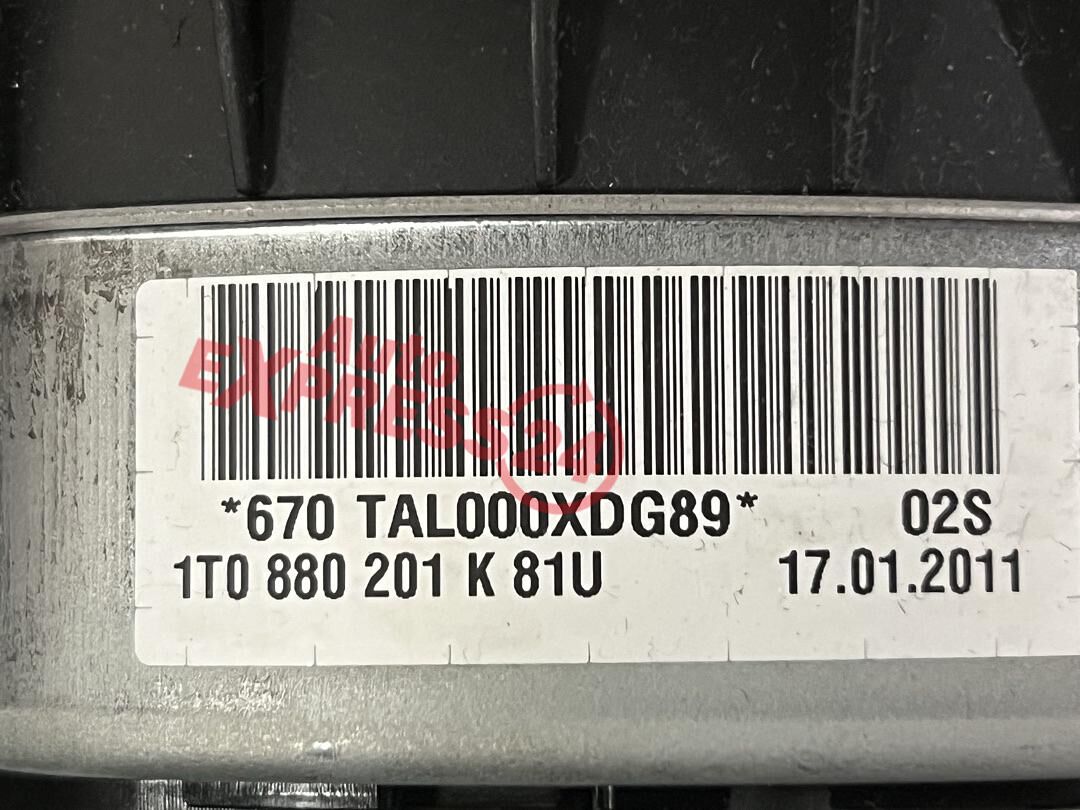 Auto
EXPRESS24
*670 TAL000XDG89* 02S
1T0 880 201 K 81U 17.01.2011